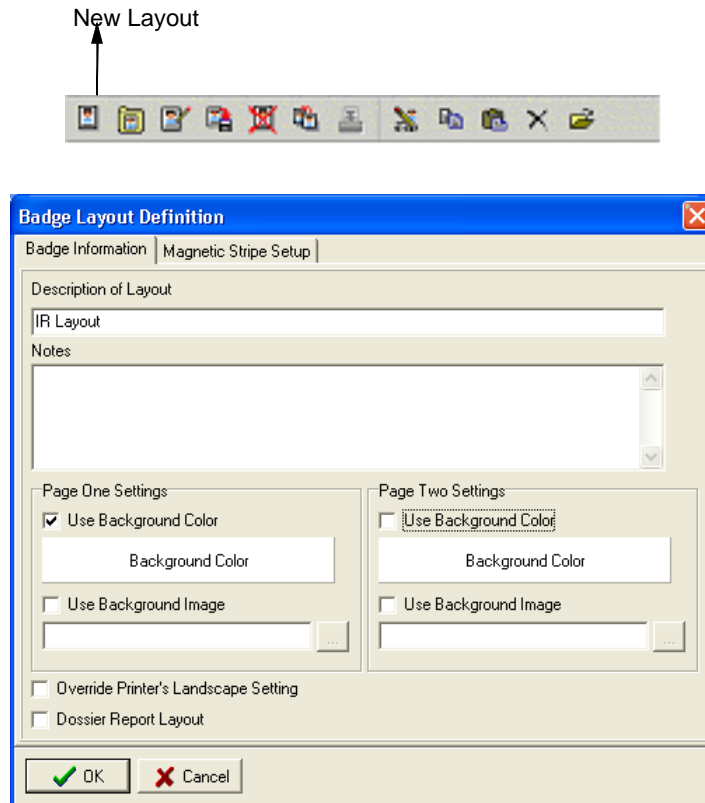 New Layout
Badge Layout Definition
Badge Information Magnetic Stripe Setup
Description of Layout
IR Layout
Notes
Page One Settings Page Two Settings
Use Background Color Use Background Color
Background Color Background Color
Use Background Image Use Background Image
... ...
Override Printer's Landscape Setting
Dossier Report Layout
OK Cancel